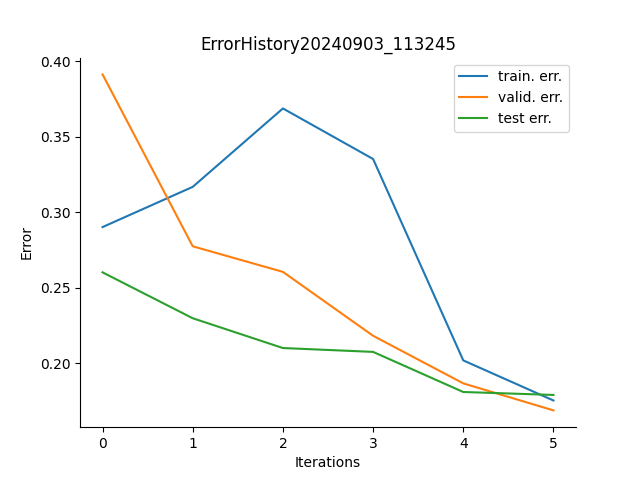 ErrorHistory20240903_113245
train. err.
valid. err.
test err.
0.40
0.35
0.30
0.25
0.20
Error
0 1 2 3 4 5
Iterations